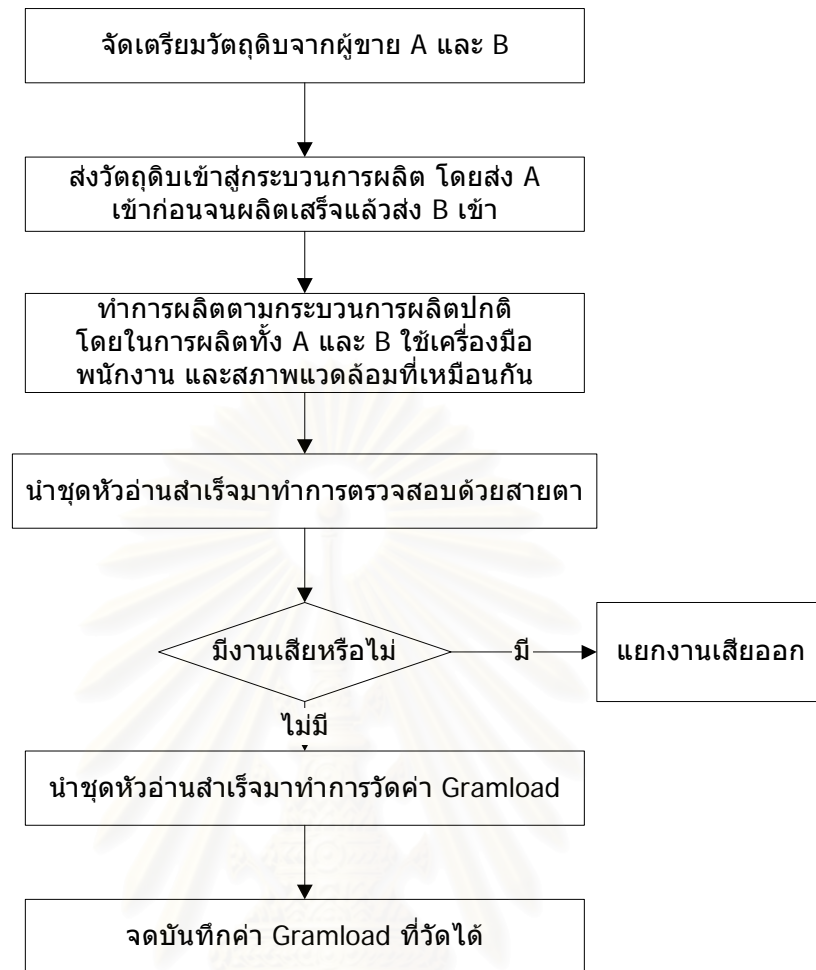 จัดเตรียมวัตถุดิบจากผู้ขาย A และ B
ส่งวัตถุดิบเข้าสู่กระบวนการผลิต โดยส่ง A
เข้าก่อนจนผลิตเสร็จแล้วส่ง B เข้า
ทำการผลิตตามกระบวนการผลิตปกติ
โดยในการผลิตทั้ง A และ B ใช้เครื่องมือ
พนักงาน และสภาพแวดล้อมที่เหมือนกัน
นำชุดหัวอ่านสำเร็จมาทำการตรวจสอบด้วยสายตา
มีงานเสียหรือไม่
มี
แยกงานเสียออก
ไม่มี
นำชุดหัวอ่านสำเร็จมาทำการวัดค่า Gramload
จดบันทึกค่า Gramload ที่วัดได้